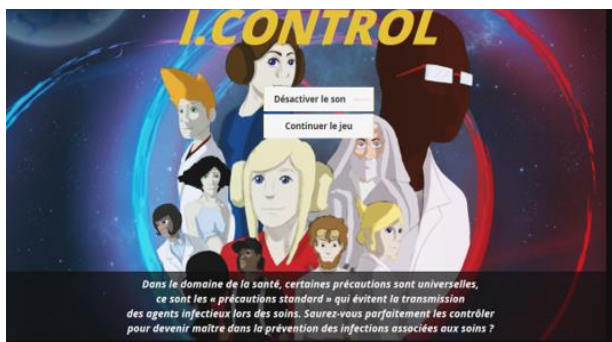 I.CONTROL
Désactiver le son
Continuer le jeu
Dans le domaine de la santé, certaines précautions sont universelles,
ce sont les « précautions standard » qui évitent la transmission
des agents infectieux lors des soins. Saurez-vous parfaitement les contrôler
pour devenir maître dans la prévention des infections associées aux soins ?